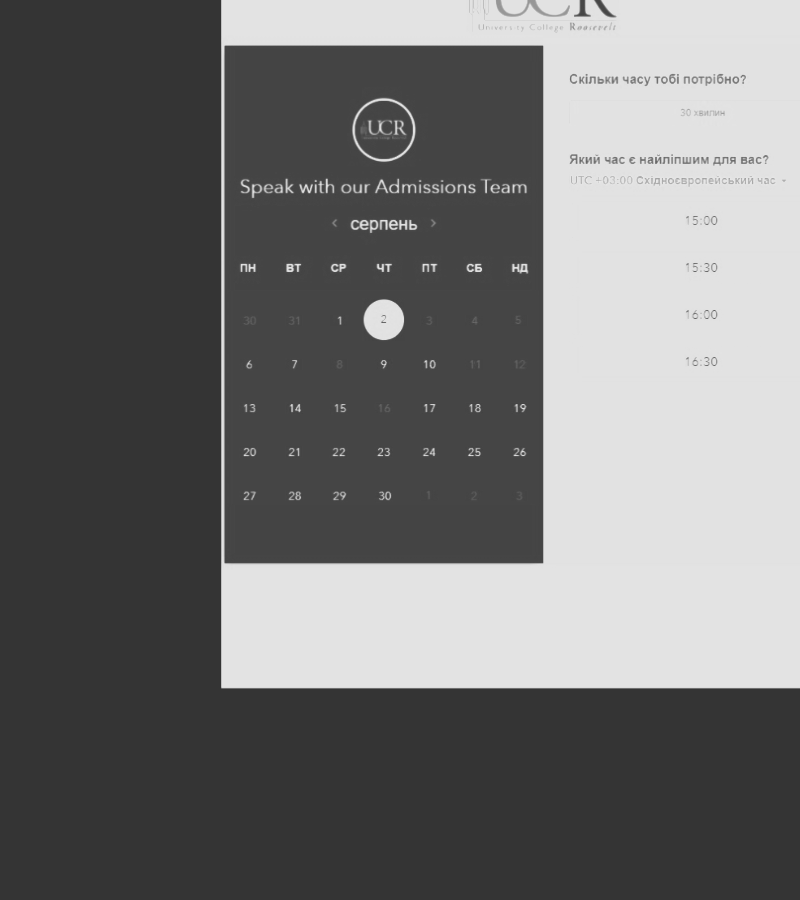 UCR
University College Roosevelt
UCR
Speak with our Admissions Team
‹ серпень ›
ПН ВТ СР ЧТ ПТ СБ НД
30 31 1 2 3 4 5
6 7 8 9 10 11 12
13 14 15 16 17 18 19
20 21 22 23 24 25 26
27 28 29 30 1 2 3
Скільки часу тобі потрібно?
30 хвилин
Який час є найліпшим для вас?
UTC +03:00 Східноєвропейський час
15:00
15:30
16:00
16:30